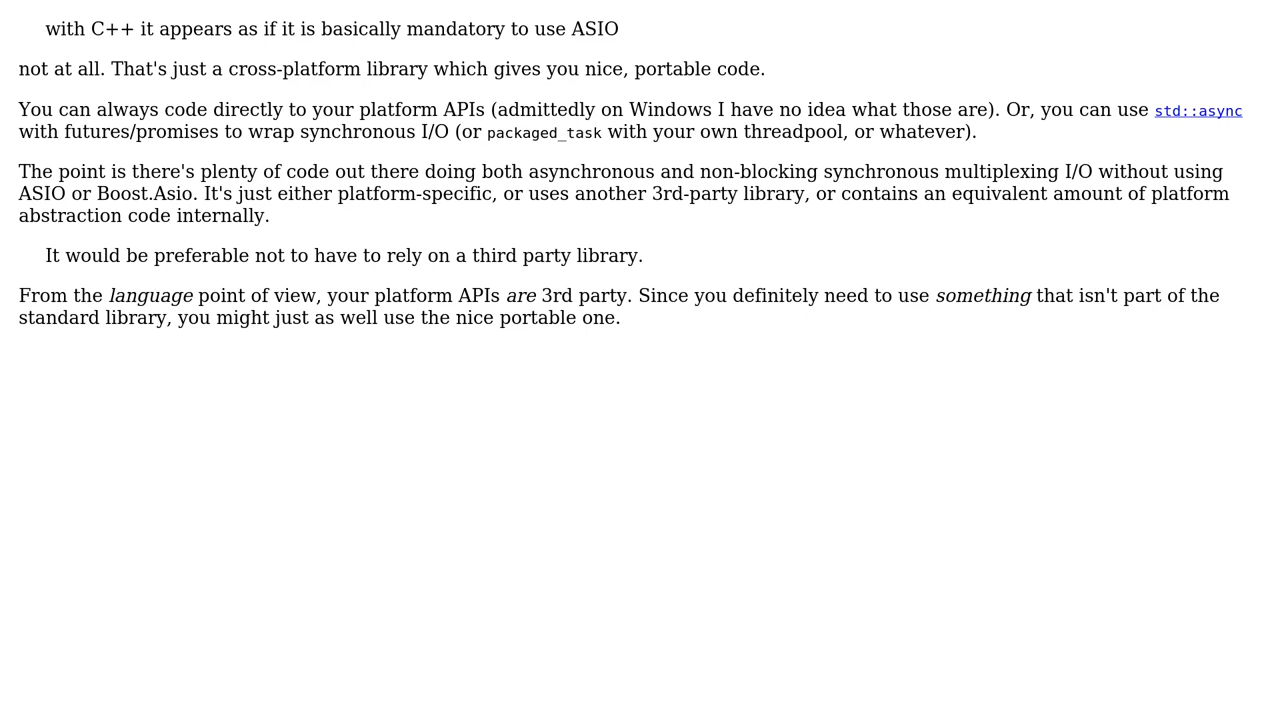 with C++ it appears as if it is basically mandatory to use ASIO
not at all. That's just a cross-platform library which gives you nice, portable code.
You can always code directly to your platform APIs (admittedly on Windows I have no idea what those are). Or, you can use std::async
with futures/promises to wrap synchronous I/O (or packaged_task with your own threadpool, or whatever).
The point is there's plenty of code out there doing both asynchronous and non-blocking synchronous multiplexing I/O without using
ASIO or Boost.Asio. It's just either platform-specific, or uses another 3rd-party library, or contains an equivalent amount of platform
abstraction code internally.
It would be preferable not to have to rely on a third party library.
From the language point of view, your platform APIs are 3rd party. Since you definitely need to use something that isn't part of the
standard library, you might just as well use the nice portable one.